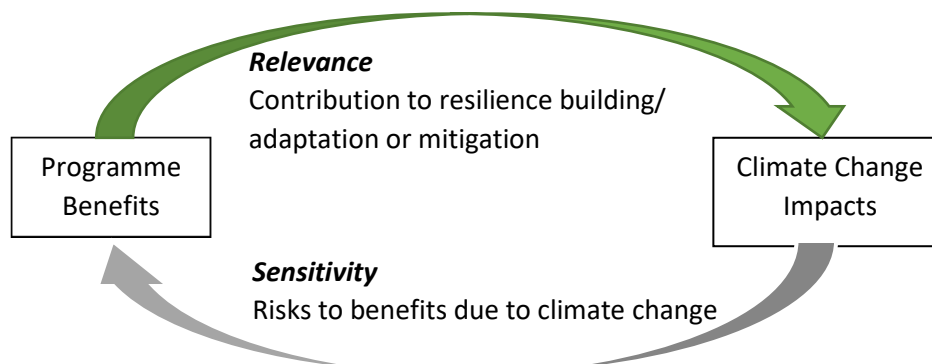 Relevance
Contribution to resilience building/
adaptation or mitigation
Programme
Benefits
Climate Change
Impacts
Sensitivity
Risks to benefits due to climate change